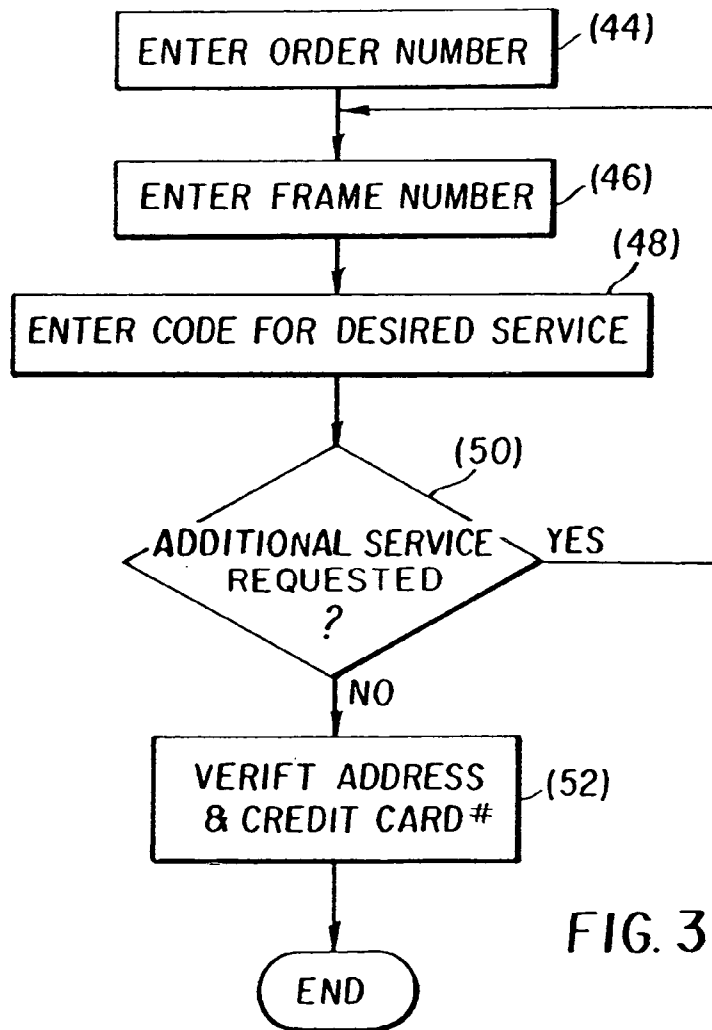 ENTER ORDER NUMBER
(44)
ENTER FRAME NUMBER
(46)
(48)
ENTER CODE FOR DESIRED SERVICE
(50)
ADDITIONAL SERVICE
REQUESTED
?
YES
NO
VERIFT ADDRESS
& CREDIT CARD #
(52)
END
FIG. 3